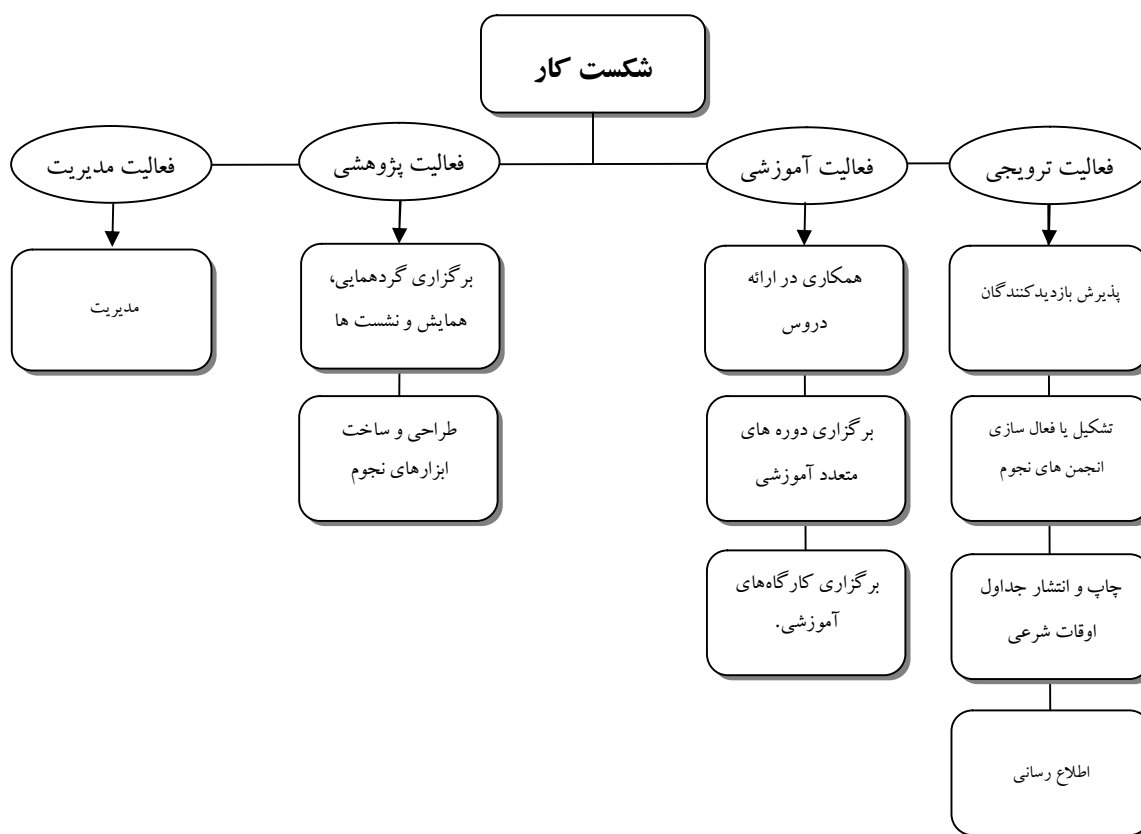 شکست کار
فعالیت ترویجی
فعالیت آموزشی
فعالیت پژوهشی
فعالیت مدیریت
پذیرش بازدیدکنندگان
تشکیل یا فعال سازی
انجمن های نجوم
چاپ و انتشار جداول
اوقات شرعی
اطلاع رسانی
همکاری در ارائه
دروس
برگزاری دوره های
متعدد آموزشی
برگزاری کارگاه‌های
آموزشی.
برگزاری گردهمایی،
همایش و نشست ها
طراحی و ساخت
ابزارهای نجوم
مدیریت